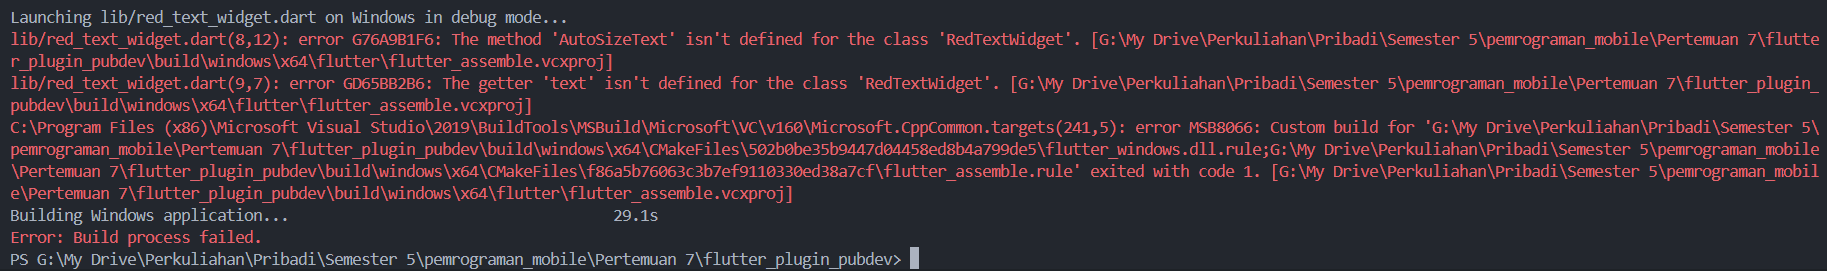 Launching lib/red_text_widget.dart on Windows in debug mode...
lib/red_text_widget.dart(8,12): error G76A9B1F6: The method 'AutoSizeText' isn't defined for the class 'RedTextWidget'. [G:\My Drive\Perkuliahan\Pribadi\Semester 5\pemrograman_mobile\Pertemuan 7\flutte
r_plugin_pubdev\build\windows\x64\flutter\flutter_assemble.vcxproj]
lib/red_text_widget.dart(9,7): error GD65BB2B6: The getter 'text' isn't defined for the class 'RedTextWidget'. [G:\My Drive\Perkuliahan\Pribadi\Semester 5\pemrograman_mobile\Pertemuan 7\flutter_plugin_
pubdev\build\windows\x64\flutter\flutter_assemble.vcxproj]
C:\Program Files (x86)\Microsoft Visual Studio\2019\BuildTools\MSBuild\Microsoft\VC\v160\Microsoft.CppCommon.targets(241,5): error MSB8066: Custom build for 'G:\My Drive\Perkuliahan\Pribadi\Semester 5\
pemrograman_mobile\Pertemuan 7\flutter_plugin_pubdev\build\windows\x64\CMakeFiles\502b0be35b9447d04458ed8b4a799de5\flutter_windows.dll.rule;G:\My Drive\Perkuliahan\Pribadi\Semester 5\pemrograman_mobile
\Pertemuan 7\flutter_plugin_pubdev\build\windows\x64\CMakeFiles\f86a5b76063c3b7ef9110330ed38a7cf\flutter_assemble.rule' exited with code 1. [G:\My Drive\Perkuliahan\Pribadi\Semester 5\pemrograman_mobil
e\Pertemuan 7\flutter_plugin_pubdev\build\windows\x64\flutter\flutter_assemble.vcxproj]
Building Windows application... 29.1s
Error: Build process failed.
PS G:\My Drive\Perkuliahan\Pribadi\Semester 5\pemrograman_mobile\Pertemuan 7\flutter_plugin_pubdev>